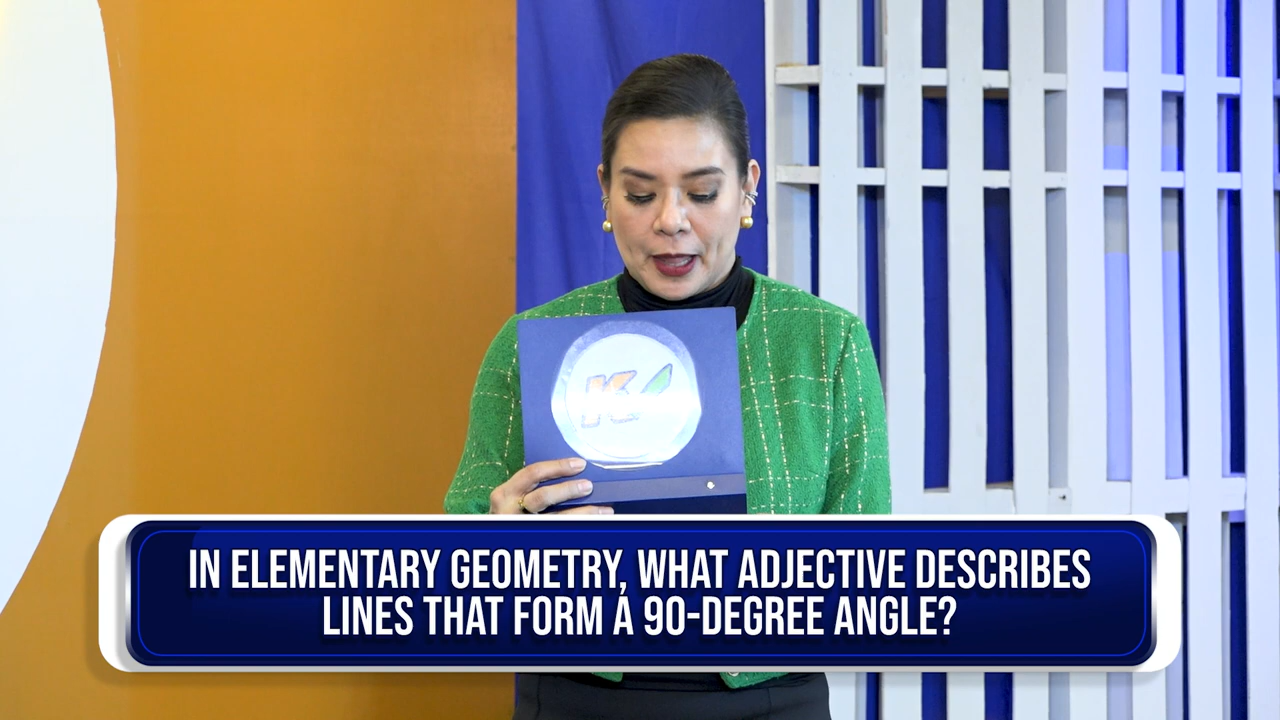 IN ELEMENTARY GEOMETRY, WHAT ADJECTIVE DESCRIBES
LINES THAT FORM A 90-DEGREE ANGLE?